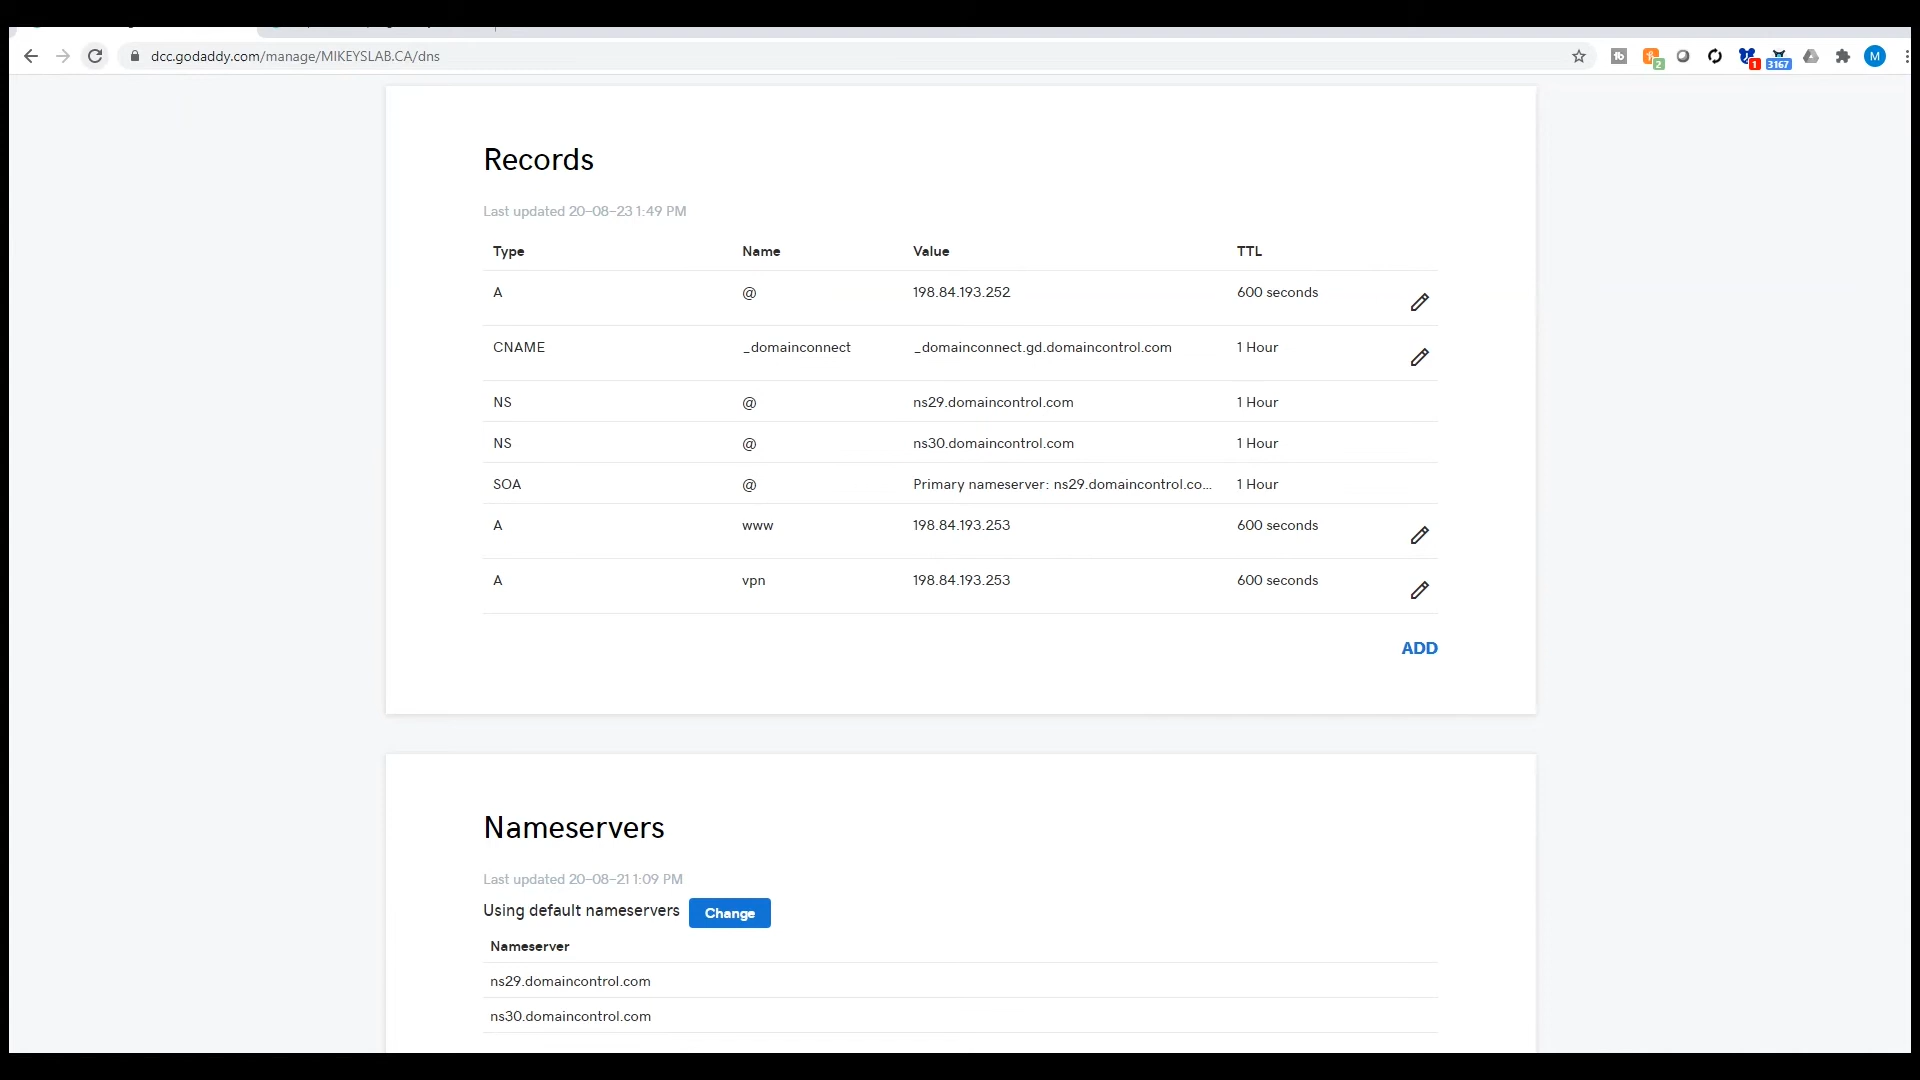 dcc.godaddy.com/manage/MIKEYSLAB.CA/dns
2
1
3167
M
Records
Last updated 20-08-23 1:49 PM
Type Name Value TTL
A @ 198.84.193.252 600 seconds
CNAME _domainconnect _domainconnect.gd.domaincontrol.com 1 Hour
NS @ ns29.domaincontrol.com 1 Hour
NS @ ns30.domaincontrol.com 1 Hour
SOA @ Primary nameserver: ns29.domaincontrol.co... 1 Hour
A www 198.84.193.253 600 seconds
A vpn 198.84.193.253 600 seconds
ADD
Nameservers
Last updated 20-08-21 1:09 PM
Using default nameservers Change
Nameserver
ns29.domaincontrol.com
ns30.domaincontrol.com